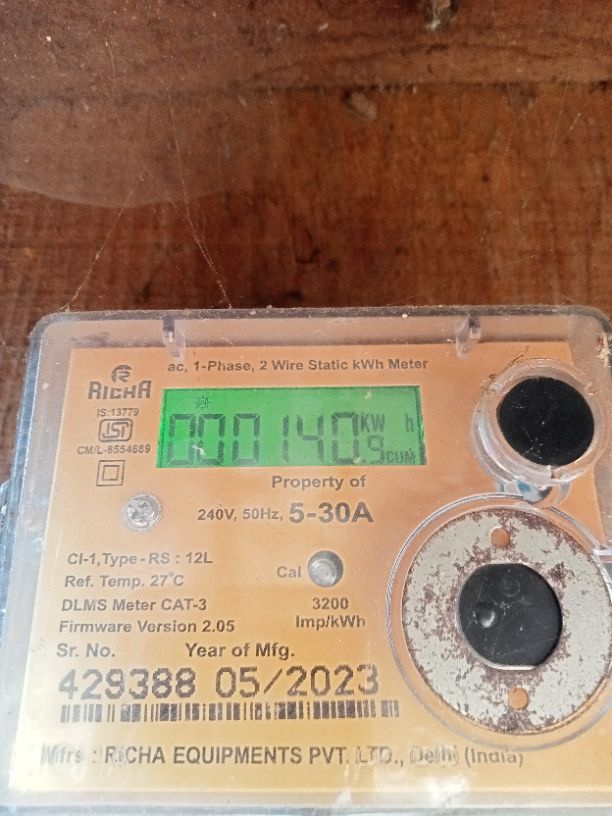 ac, 1-Phase, 2 Wire Static kWh Meter
RICHA
IS:13779
ISI
CM/L-8554689
000140 KW h
9 CUM
Property of
240V, 50Hz, 5-30A
CI-1,Type - RS : 12L
Cal
Ref. Temp. 27°C
DLMS Meter CAT-3
3200
Firmware Version 2.05
Imp/kWh
Sr. No. Year of Mfg.
429388 05/2023
Mfrs : RICHA EQUIPMENTS PVT. LTD., Delhi (India)